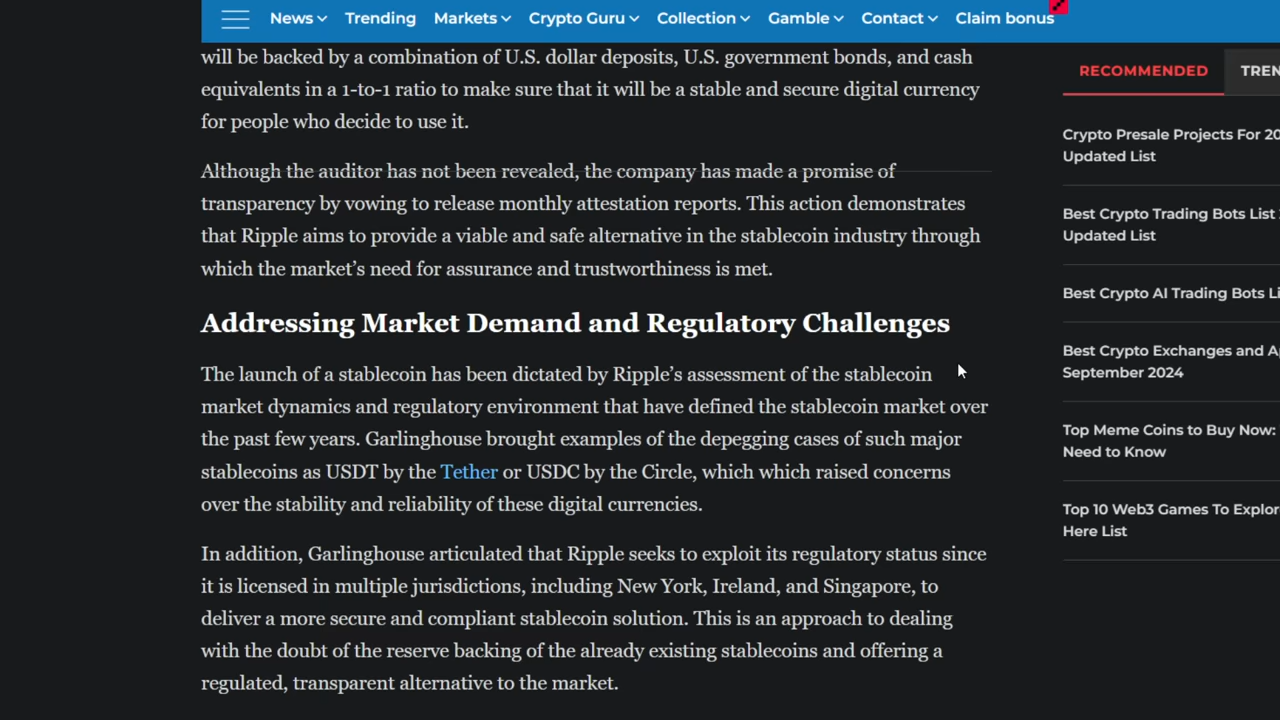 News Trending Markets Crypto Guru Collection Gamble Contact Claim bonus
will be backed by a combination of U.S. dollar deposits, U.S. government bonds, and cash
equivalents in a 1-to-1 ratio to make sure that it will be a stable and secure digital currency
for people who decide to use it.
Although the auditor has not been revealed, the company has made a promise of
transparency by vowing to release monthly attestation reports. This action demonstrates
that Ripple aims to provide a viable and safe alternative in the stablecoin industry through
which the market’s need for assurance and trustworthiness is met.
Addressing Market Demand and Regulatory Challenges
The launch of a stablecoin has been dictated by Ripple’s assessment of the stablecoin
market dynamics and regulatory environment that have defined the stablecoin market over
the past few years. Garlinghouse brought examples of the depegging cases of such major
stablecoins as USDT by the Tether or USDC by the Circle, which which raised concerns
over the stability and reliability of these digital currencies.
In addition, Garlinghouse articulated that Ripple seeks to exploit its regulatory status since
it is licensed in multiple jurisdictions, including New York, Ireland, and Singapore, to
deliver a more secure and compliant stablecoin solution. This is an approach to dealing
with the doubt of the reserve backing of the already existing stablecoins and offering a
regulated, transparent alternative to the market.
RECOMMENDED
Crypto Presale Projects For
Updated List
Best Crypto Trading Bots List
Updated List
Best Crypto AI Trading Bots
Best Crypto Exchanges and
September 2024
Top Meme Coins to Buy Now:
Need to Know
Top 10 Web3 Games To
Here List